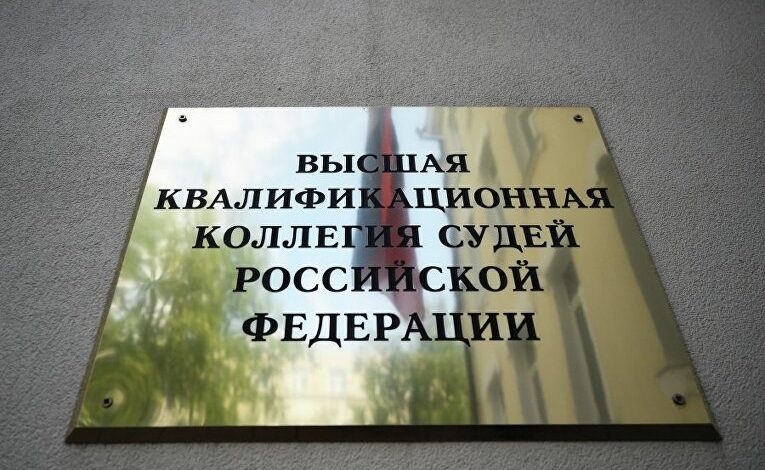 ВЫСШАЯ
КВАЛИФИКАЦИОННАЯ
КОЛЛЕГИЯ СУДЕЙ
РОССИЙСКОЙ
ФЕДЕРАЦИИ